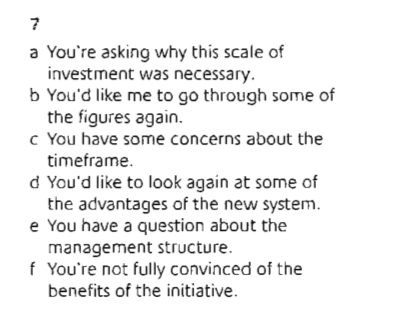 7
a You're asking why this scale of
investment was necessary.
b You'd like me to go through some of
the figures again.
c You have some concerns about the
timeframe.
d You'd like to look again at some of
the advantages of the new system.
e You have a question about the
management structure.
f You're not fully convinced of the
benefits of the initiative.